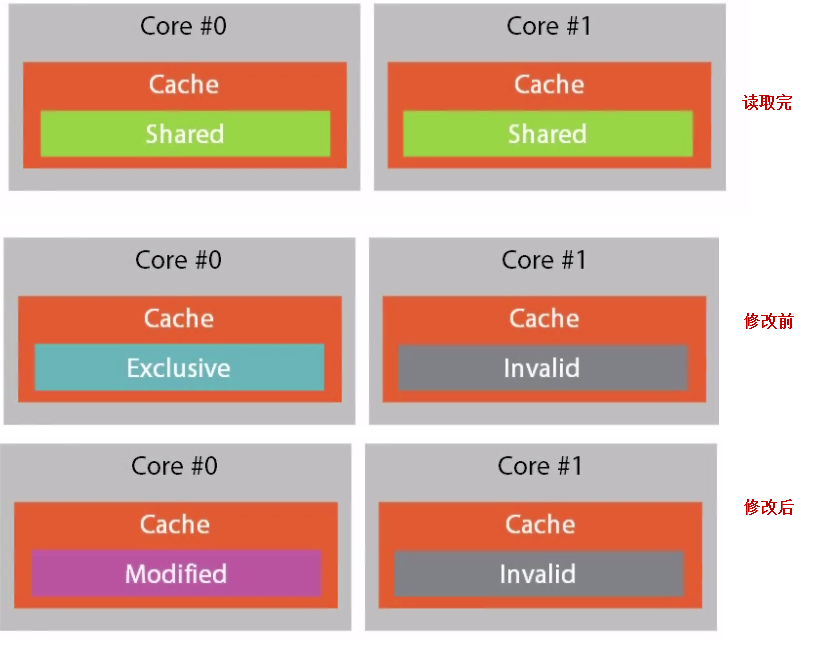 Core #0
Core #1
Cache
Cache
Shared
Shared
读取完
Core #0
Core #1
Cache
Cache
修改前
Exclusive
Invalid
Core #0
Core #1
修改后
Cache
Cache
Modified
Invalid